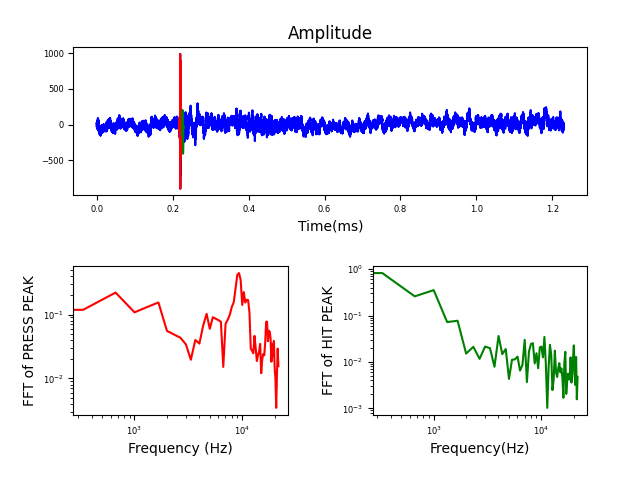 Amplitude
1000
500
0
−500
0.0 0.2 0.4 0.6 0.8 1.0 1.2
Time(ms)
FFT of PRESS PEAK
10⁻¹
10⁻²
10³ 10⁴
Frequency (Hz)
FFT of HIT PEAK
10⁰
10⁻¹
10⁻²
10⁻³
10³ 10⁴
Frequency(Hz)